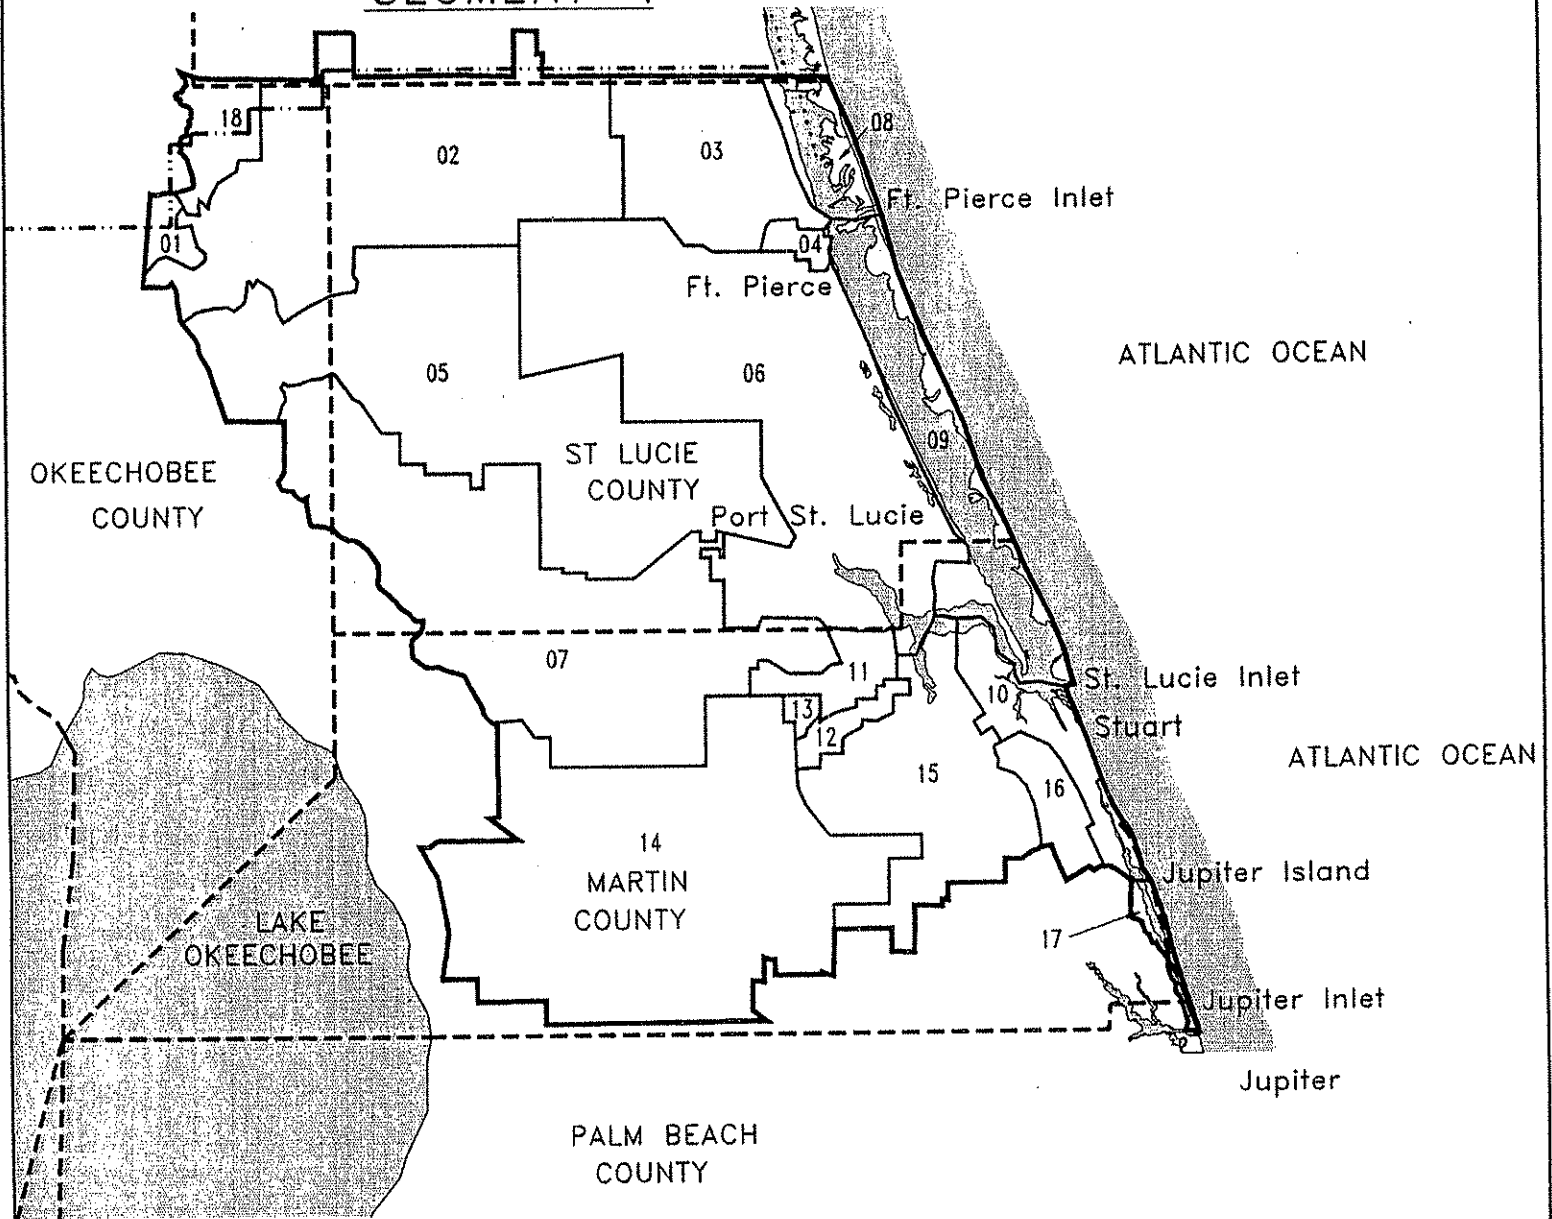 18
02
03
08
Ft. Pierce Inlet
01
04
Ft. Pierce
ATLANTIC OCEAN
05
06
09
OKEECHOBEE
COUNTY
ST LUCIE
COUNTY
Port St. Lucie
07
11
10
St. Lucie Inlet
13
12
Stuart
15
ATLANTIC OCEAN
16
14
MARTIN
COUNTY
Jupiter Island
LAKE
OKEECHOBEE
17
Jupiter Inlet
Jupiter
PALM BEACH
COUNTY